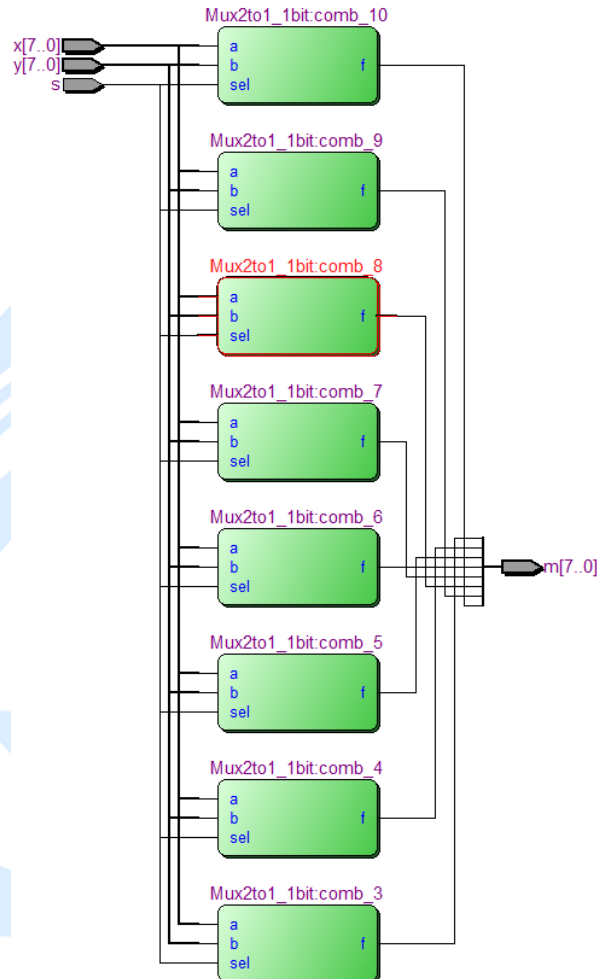 Mux2to1_1bit:comb_10
x[7..0]
y[7..0]
s
a
b
sel
f
Mux2to1_1bit:comb_9
a
b
sel
f
Mux2to1_1bit:comb_8
a
b
sel
f
Mux2to1_1bit:comb_7
a
b
sel
f
Mux2to1_1bit:comb_6
a
b
sel
f
m[7..0]
Mux2to1_1bit:comb_5
a
b
sel
f
Mux2to1_1bit:comb_4
a
b
sel
f
Mux2to1_1bit:comb_3
a
b
sel
f